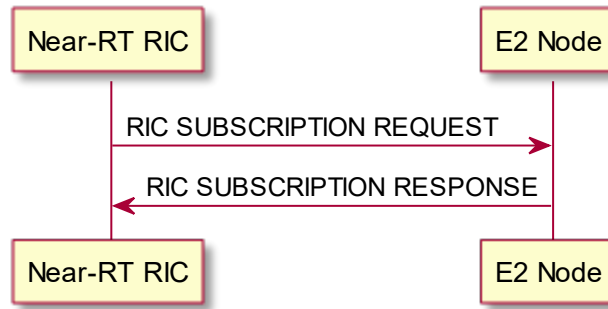 Near-RT RIC
E2 Node
RIC SUBSCRIPTION REQUEST
RIC SUBSCRIPTION RESPONSE
Near-RT RIC
E2 Node